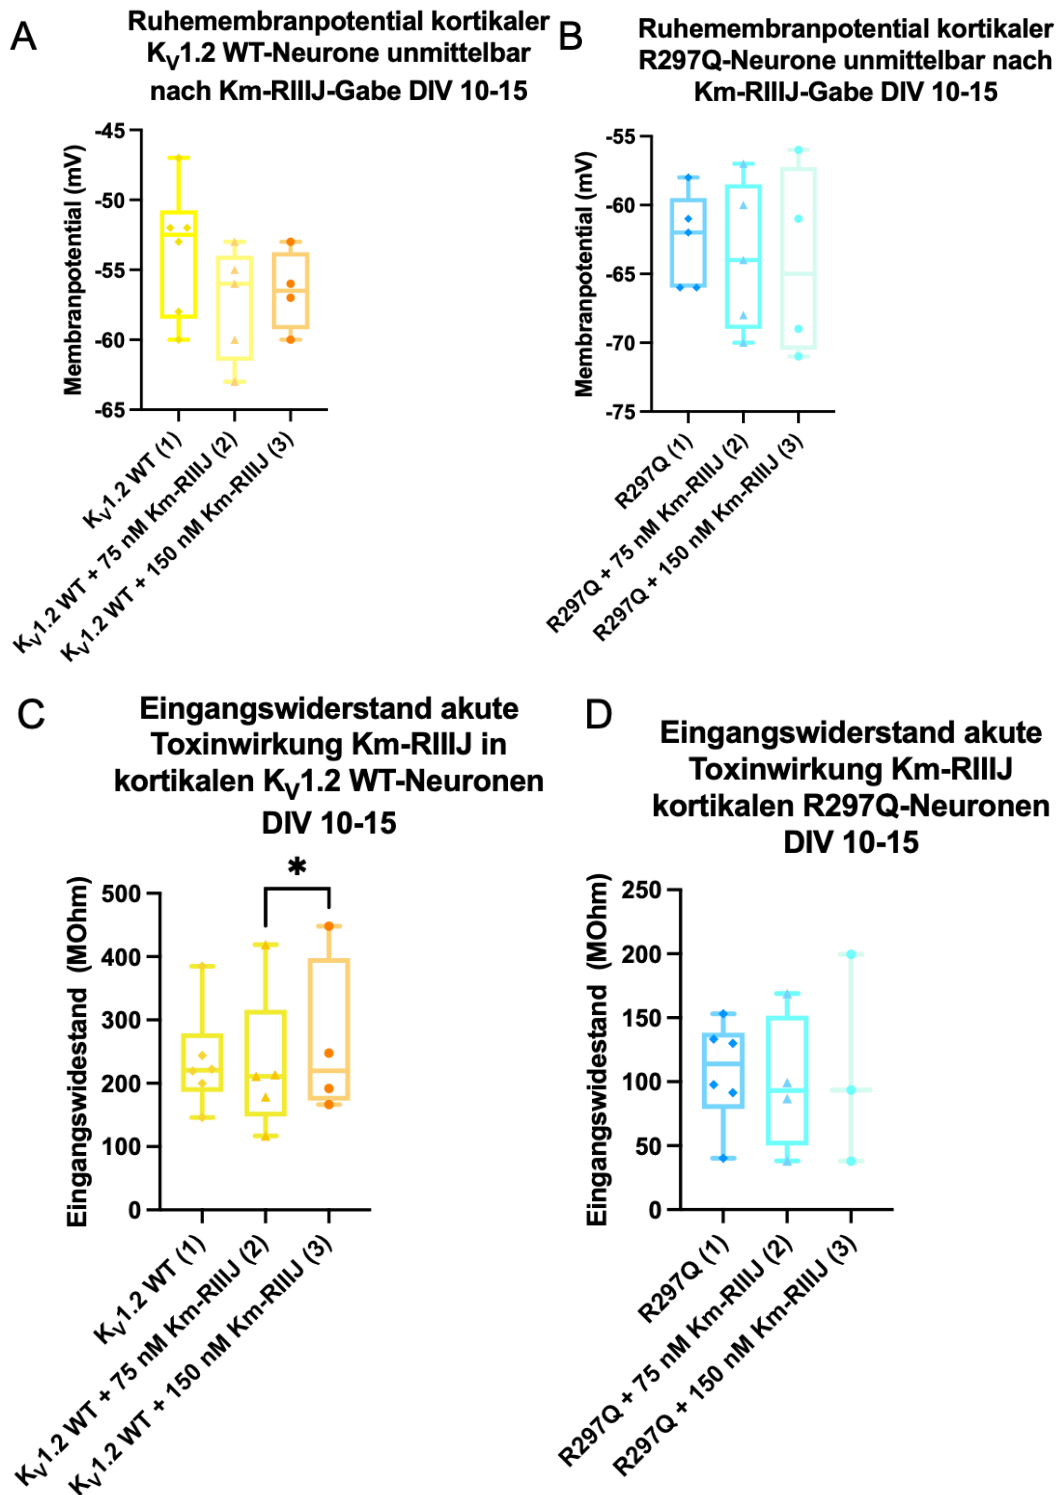 A
Ruhemembranpotential kortikaler
KV1.2 WT-Neurone unmittelbar
nach Km-RIIIJ-Gabe DIV 10-15
Membranpotential (mV)
-45
-50
-55
-60
-65
KV1.2 WT (1)
KV1.2 WT + 75 nM Km-RIIIJ (2)
KV1.2 WT + 150 nM Km-RIIIJ (3)
B
Ruhemembranpotential kortikaler
R297Q-Neurone unmittelbar nach
Km-RIIIJ-Gabe DIV 10-15
Membranpotential (mV)
-55
-60
-65
-70
-75
R297Q (1)
R297Q + 75 nM Km-RIIIJ (2)
R297Q + 150 nM Km-RIIIJ (3)
C
Eingangswiderstand akute
Toxinwirkung Km-RIIIJ in
kortikalen KV1.2 WT-Neuronen
DIV 10-15
Eingangswidestand (MOhm)
500
400
300
200
100
0
*
KV1.2 WT (1)
KV1.2 WT + 75 nM Km-RIIIJ (2)
KV1.2 WT + 150 nM Km-RIIIJ (3)
D
Eingangswiderstand akute
Toxinwirkung Km-RIIIJ
kortikalen R297Q-Neuronen
DIV 10-15
Eingangswidestand (MOhm)
250
200
150
100
50
0
R297Q (1)
R297Q + 75 nM Km-RIIIJ (2)
R297Q + 150 nM Km-RIIIJ (3)